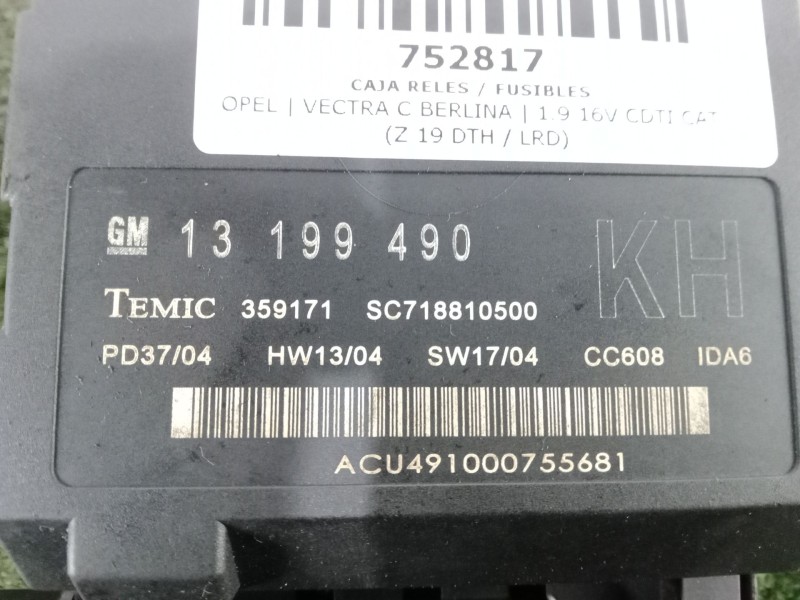 752817
CAJA RELES / FUSIBLES
OPEL | VECTRA C BERLINA | 1.9 16V CDTI CAT
(Z 19 DTH / LRD)
GM 13 199 490 KH
TEMIC 359171 SC718810500
PD37/04 HW13/04 SW17/04 CC608 IDA6
ACU491000755681